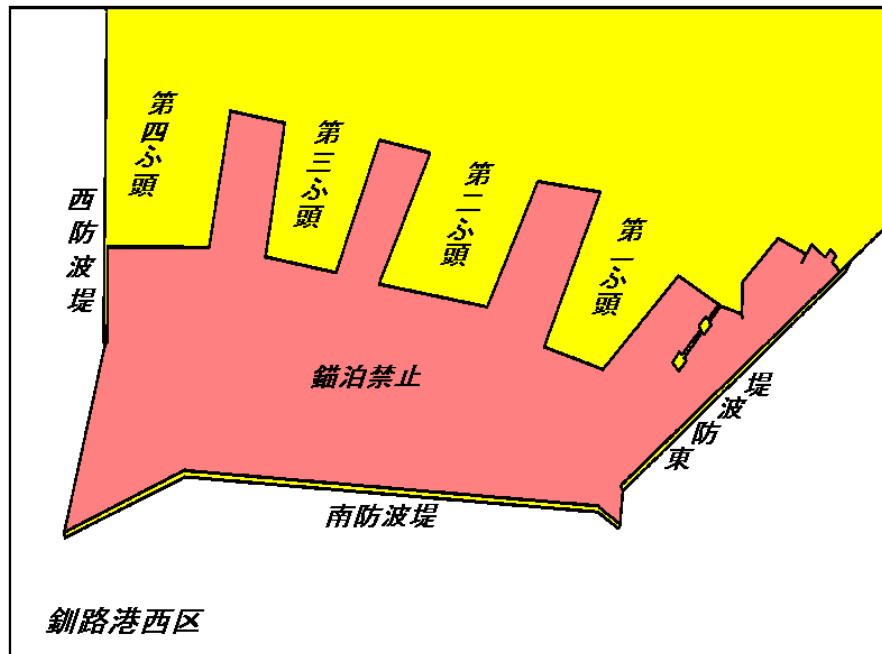 第四ふ頭
第三ふ頭
第二ふ頭
第一ふ頭
西防波堤
錨泊禁止
東防波堤
南防波堤
釧路港西区